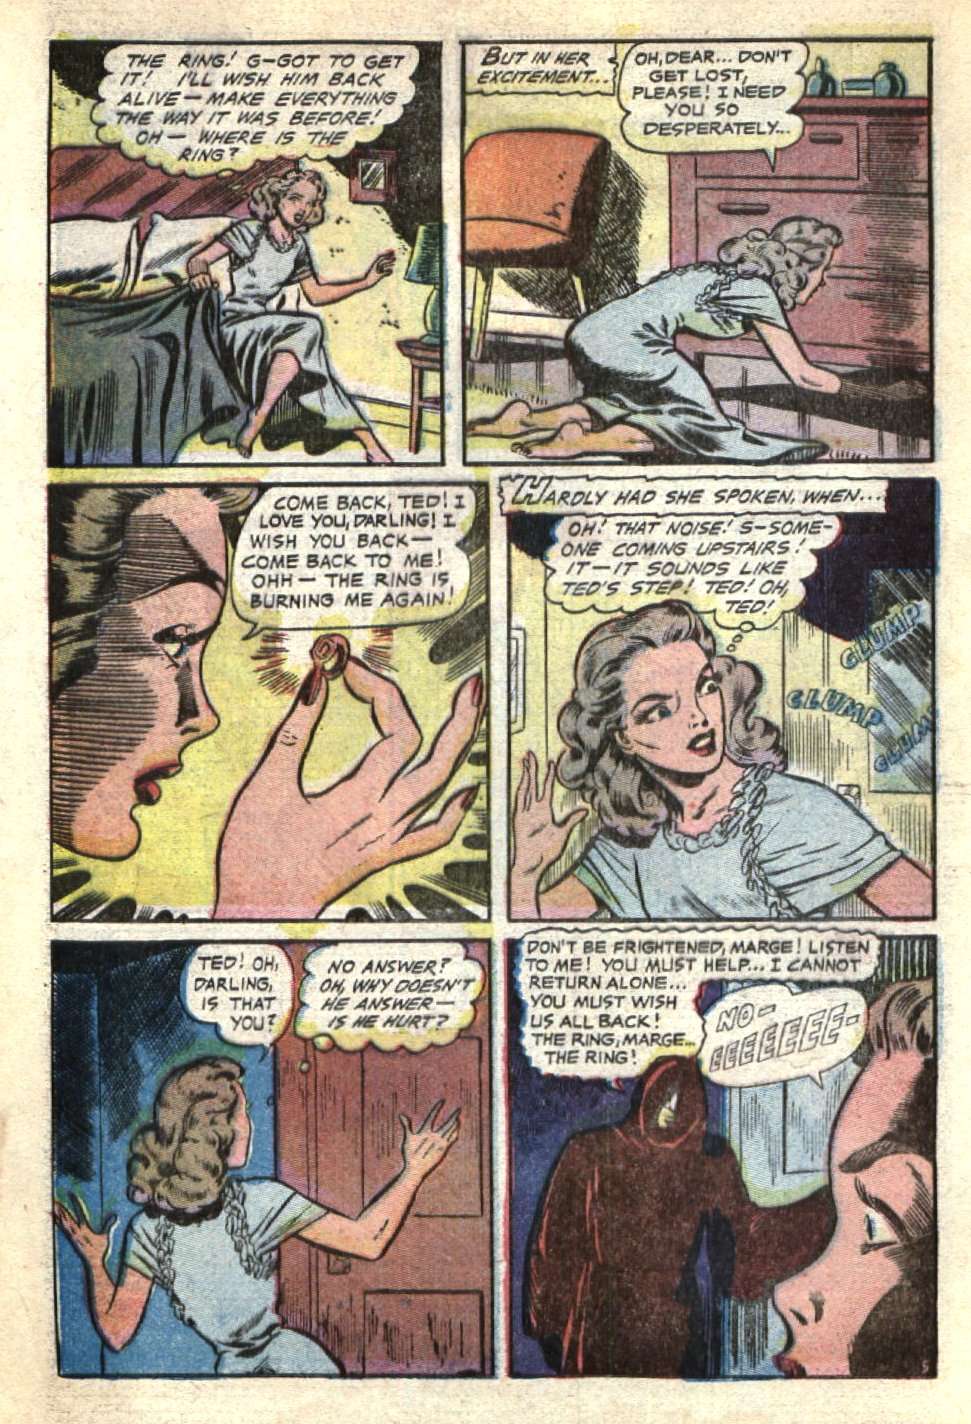 THE RING! G-GOT TO GET
IT! I'LL WISH HIM BACK
ALIVE — MAKE EVERYTHING
THE WAY IT WAS BEFORE!
OH — WHERE IS THE
RING?
BUT IN HER
EXCITEMENT...
OH, DEAR... DON'T
GET LOST,
PLEASE! I NEED
YOU SO
DESPERATELY...
COME BACK, TED! I
LOVE YOU, DARLING! I
WISH YOU BACK —
COME BACK TO ME!
OHH — THE RING IS
BURNING ME AGAIN!
HARDLY HAD SHE SPOKEN, WHEN...
OH! THAT NOISE! S-SOME-
ONE COMING UPSTAIRS!
IT — IT SOUNDS LIKE
TED'S STEP! TED! OH,
TED!
CLUMP
CLUMP
CLUM
TED! OH,
DARLING,
IS THAT
YOU?
NO ANSWER?
OH, WHY DOESN'T
HE ANSWER —
IS HE HURT?
DON'T BE FRIGHTENED, MARGE! LISTEN
TO ME! YOU MUST HELP... I CANNOT
RETURN ALONE...
YOU MUST WISH
US ALL BACK!
THE RING, MARGE...
THE RING!
NO-
EEEEEEE-
5